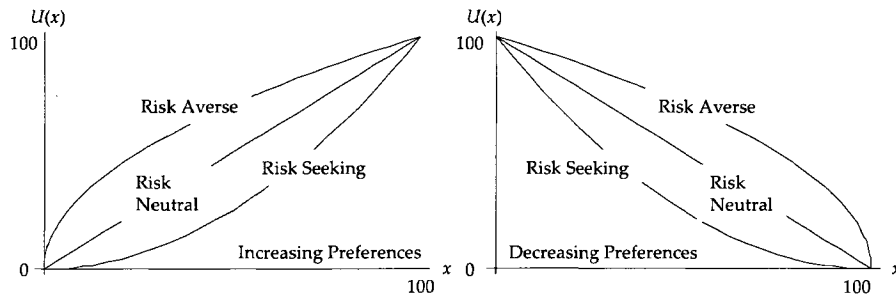 U(x)
100
Risk Averse
Risk Seeking
Risk
Neutral
Increasing Preferences
0
x
100
U(x)
100
Risk Averse
Risk Seeking
Risk
Neutral
Decreasing Preferences
0
x
100